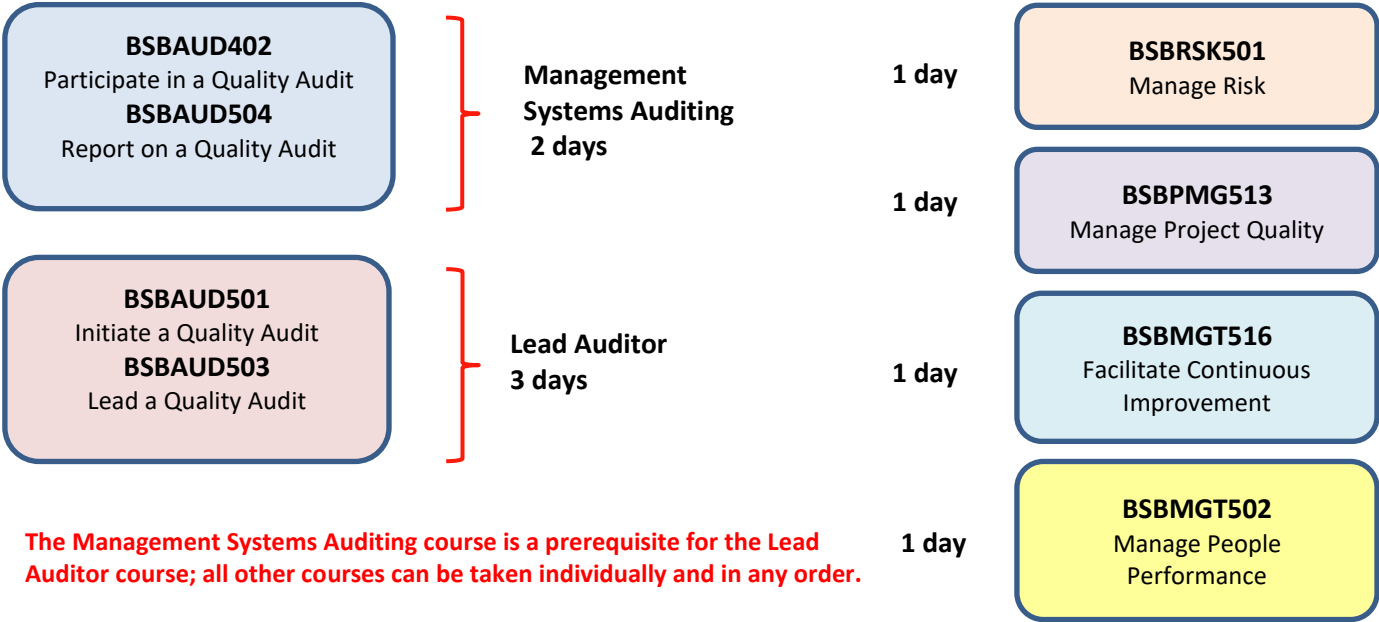 BSBAUD402
Participate in a Quality Audit
BSBAUD504
Report on a Quality Audit
Management
Systems Auditing
2 days
1 day
BSBRSK501
Manage Risk
1 day
BSBPMG513
Manage Project Quality
BSBAUD501
Initiate a Quality Audit
BSBAUD503
Lead a Quality Audit
Lead Auditor
3 days
1 day
BSBMGT516
Facilitate Continuous
Improvement
The Management Systems Auditing course is a prerequisite for the Lead
Auditor course; all other courses can be taken individually and in any order.
1 day
BSBMGT502
Manage People
Performance